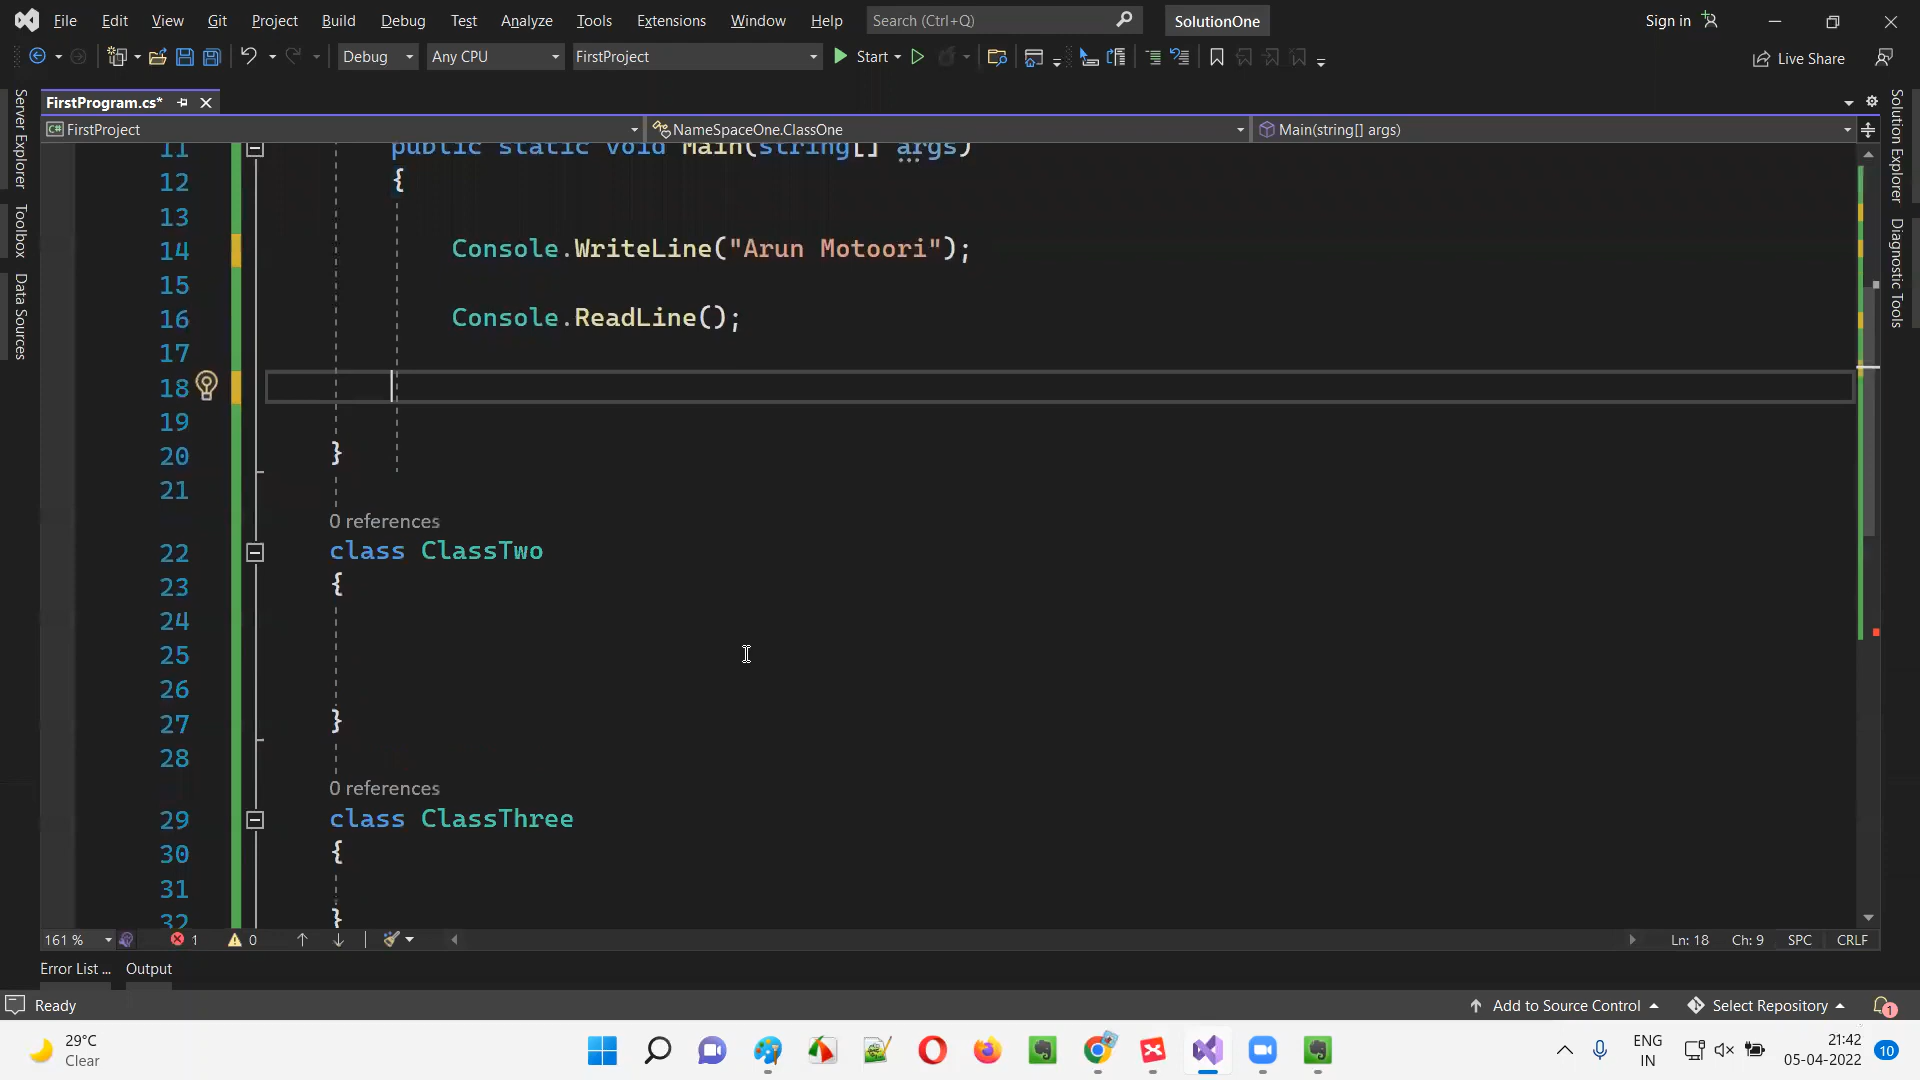 File Edit View Git Project Build Debug Test Analyze Tools Extensions Window Help Search (Ctrl+Q) SolutionOne Sign in
Debug Any CPU FirstProject Start Live Share
FirstProgram.cs*
C# FirstProject NameSpaceOne.ClassOne Main(string[] args)
Server Explorer
Toolbox
Data Sources
Solution Explorer
Diagnostic Tools
11 public static void Main(string[] args)
12 {
13
14 Console.WriteLine("Arun Motoori");
15
16 Console.ReadLine();
17
18
19
20 }
21
0 references
22 class ClassTwo
23 {
24
25
26
27 }
28
0 references
29 class ClassThree
30 {
31
32 }
161 % 1 0 Ln: 18 Ch: 9 SPC CRLF
Error List ... Output
Ready Add to Source Control Select Repository 1
29°C
Clear
ENG
IN
21:42
05-04-2022
10